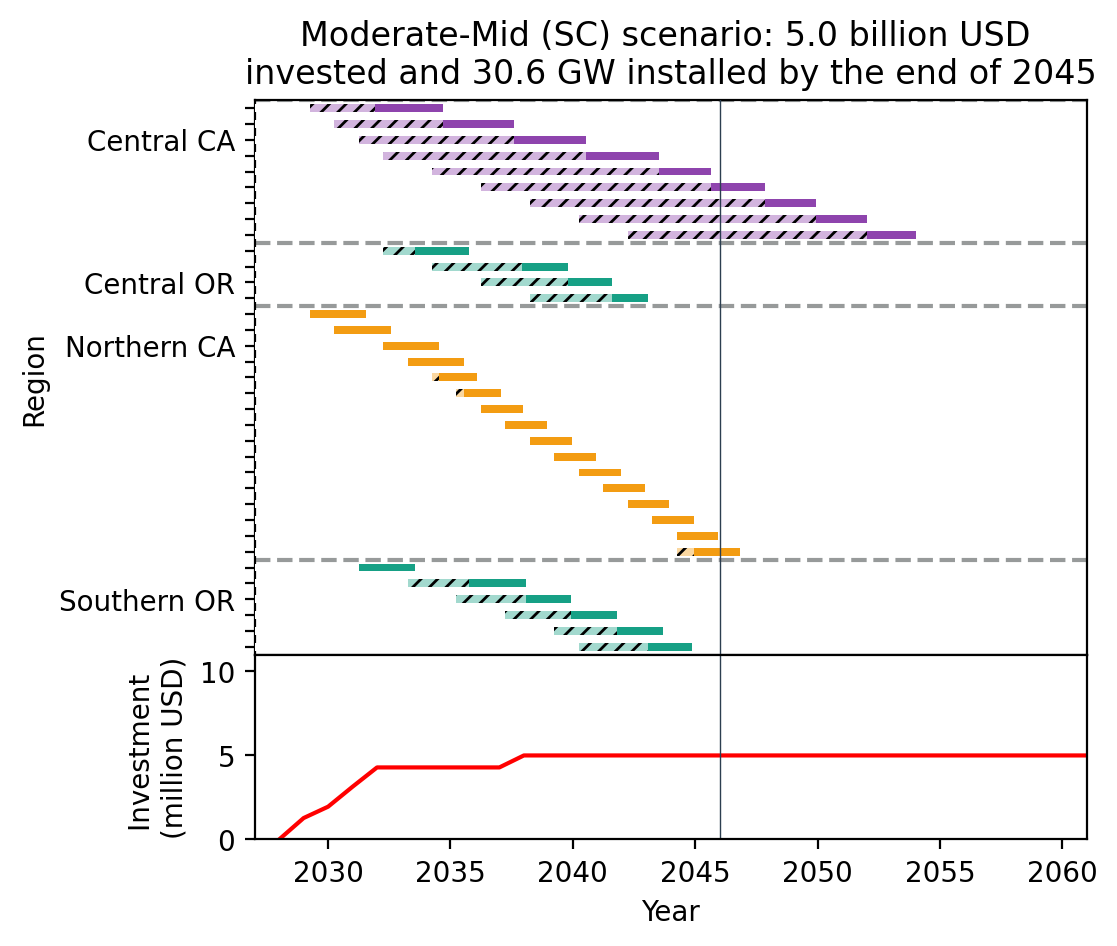 Moderate-Mid (SC) scenario: 5.0 billion USD
invested and 30.6 GW installed by the end of 2045
Region
Central CA
Central OR
Northern CA
Southern OR
Investment
(million USD)
10
5
0
2030 2035 2040 2045 2050 2055 2060
Year